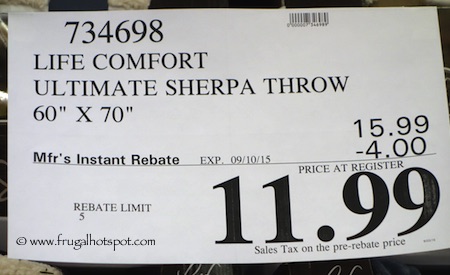 734698
LIFE COMFORT
ULTIMATE SHERPA THROW
60" X 70"
15.99
Mfr's Instant Rebate EXP. 09/10/15 -4.00
PRICE AT REGISTER
11.99
REBATE LIMIT
5
Sales Tax on the pre-rebate price
© www.frugalhotspot.com